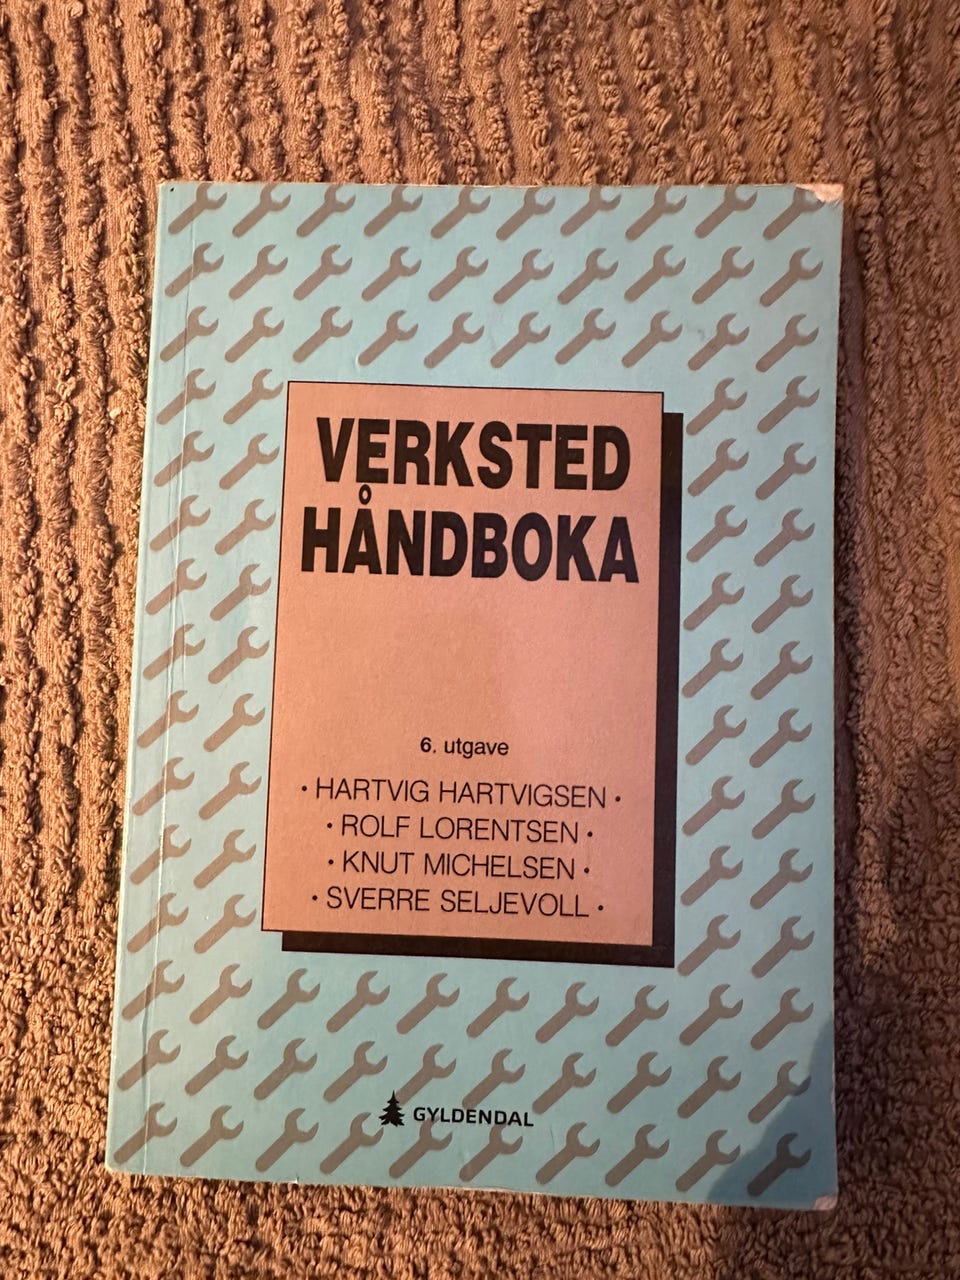 VERKSTED
HÅNDBOKA
6. utgave
• HARTVIG HARTVIGSEN •
• ROLF LORENTSEN •
• KNUT MICHELSEN •
• SVERRE SELJEVOLL •
GYLDENDAL